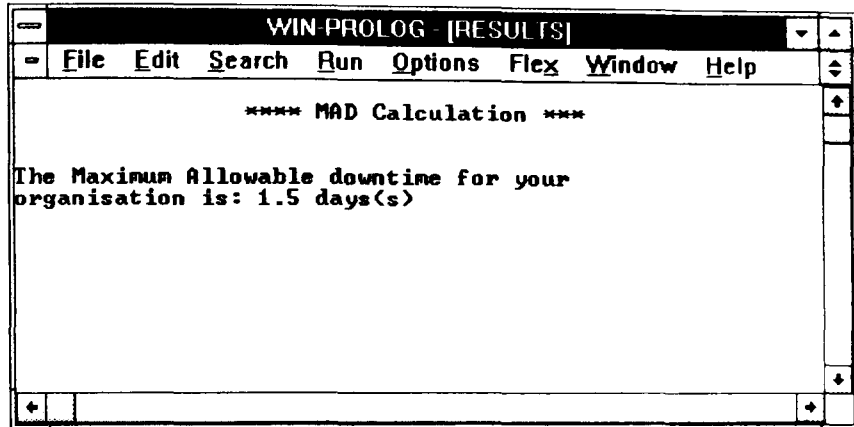 WIN-PROLOG - [RESULTS]
File Edit Search Run Options Flex Window Help
**** MAD Calculation ***
The Maximum Allowable downtime for your
organisation is: 1.5 days(s)